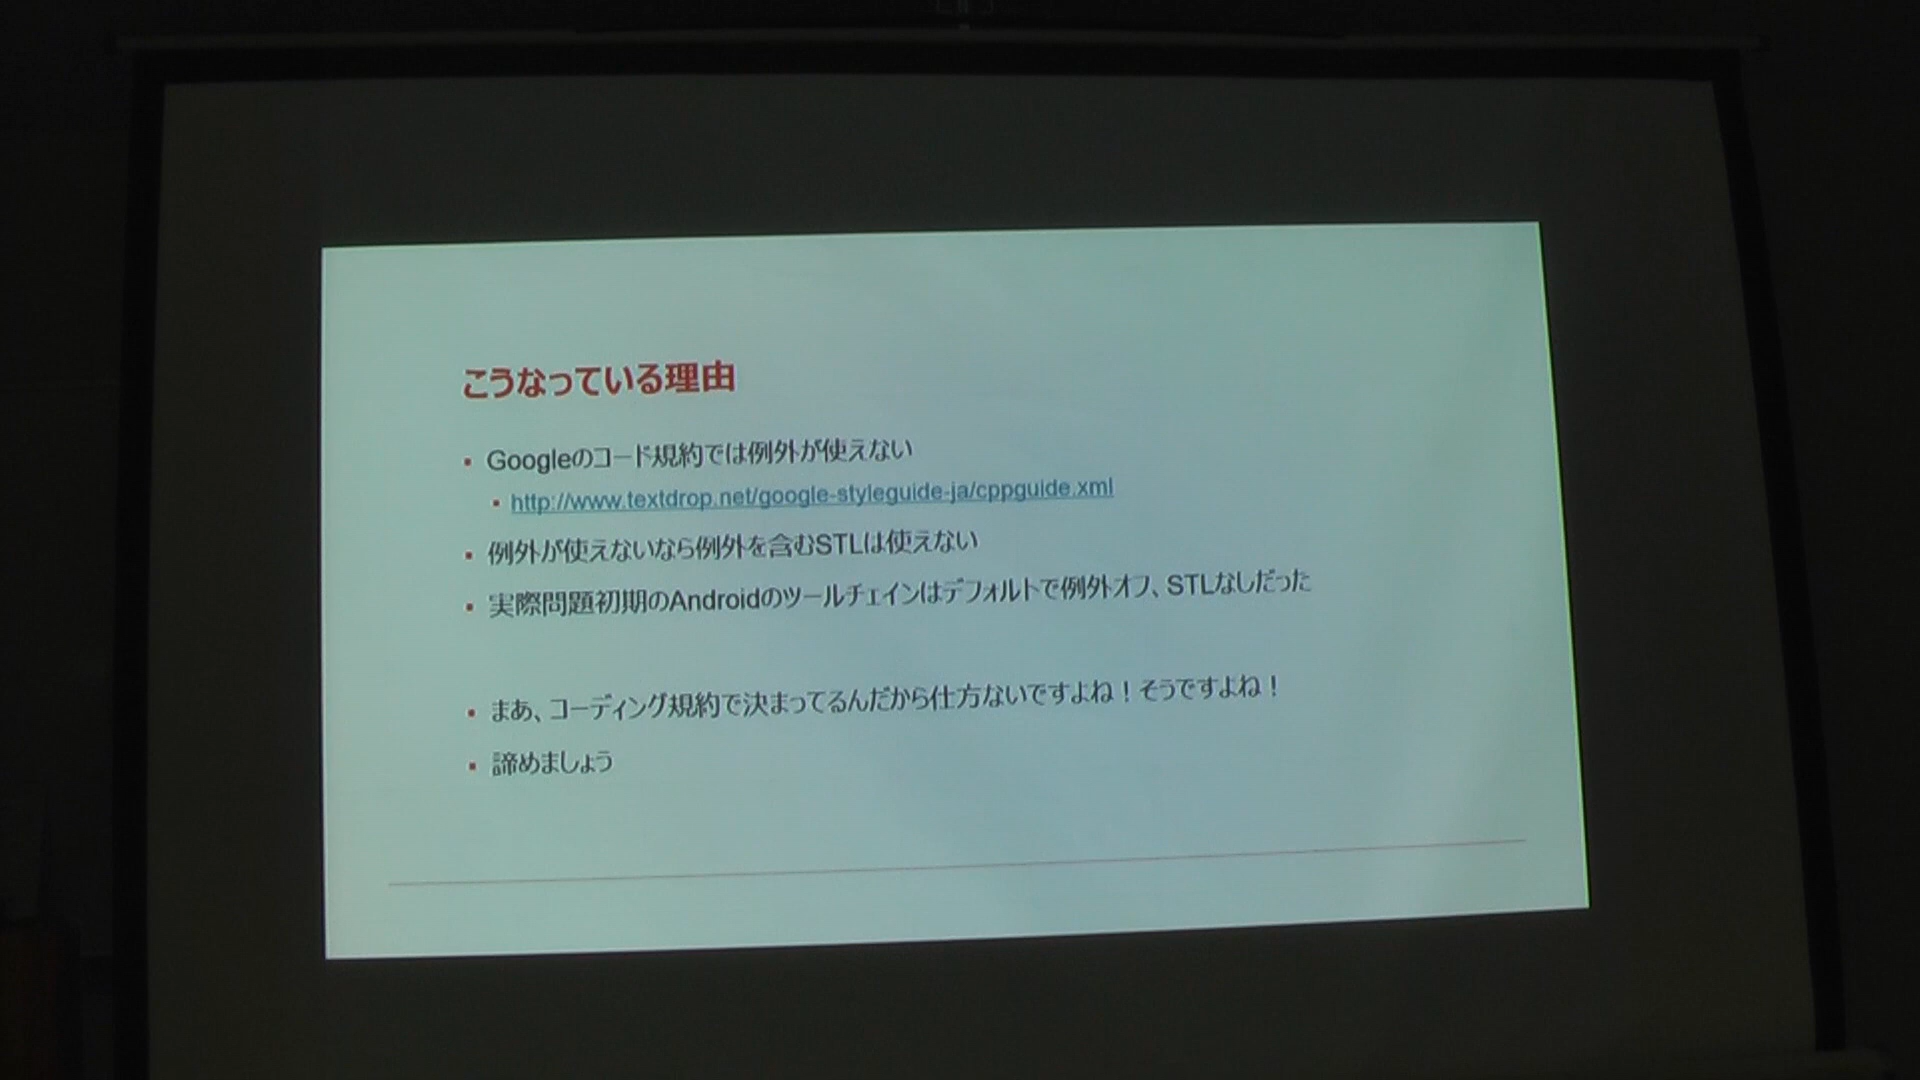 こうなっている理由
Googleのコード規約では例外が使えない
http://www.textdrop.net/google-styleguide-ja/cppguide.xml
例外が使えないなら例外を含むSTLは使えない
実際問題初期のAndroidのツールチェインはデフォルトで例外オフ、STLなしだった
まあ、コーディング規約で決まってるんだから仕方ないですよね！そうですよね！
諦めましょう